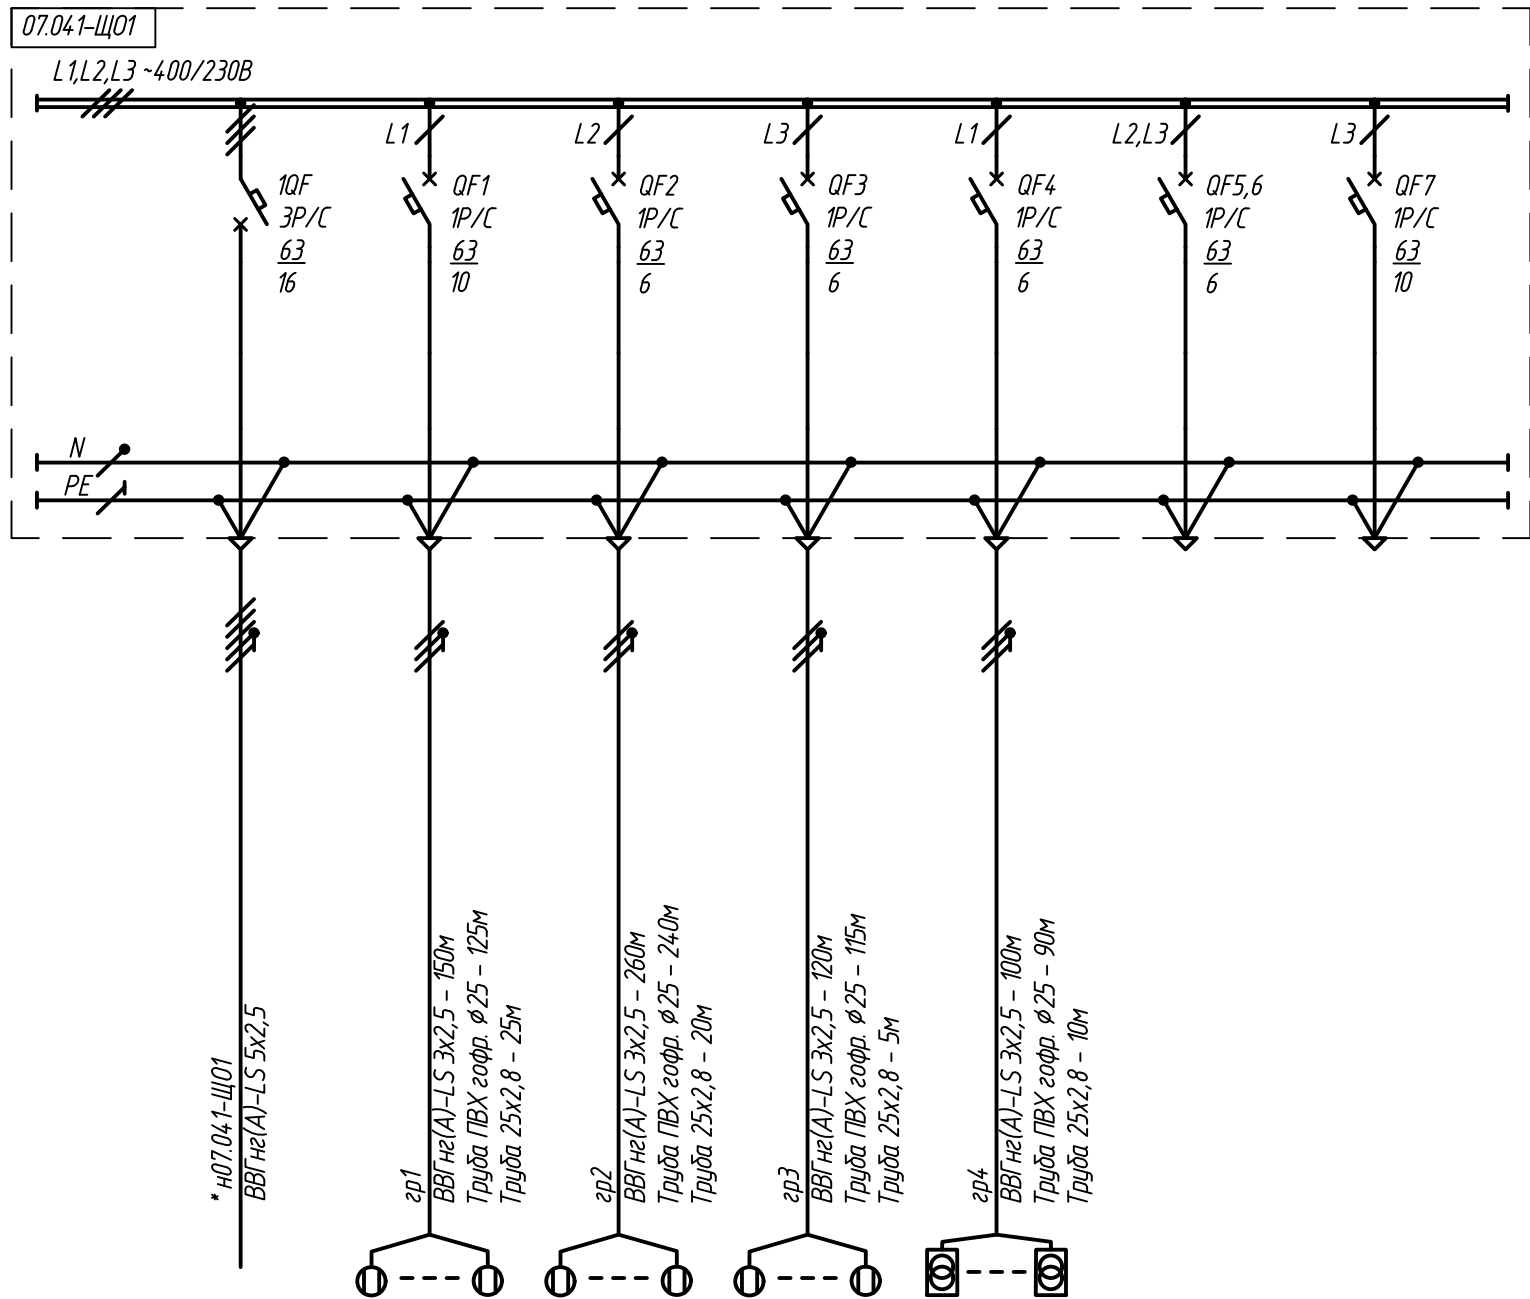 07.041-ЩО1
L1,L2,L3 ~400/230В
L1
L2
L3
L1
L2,L3
L3
1QF
3P/C
63
16
QF1
1P/C
63
10
QF2
1P/C
63
6
QF3
1P/C
63
6
QF4
1P/C
63
6
QF5,6
1P/C
63
6
QF7
1P/C
63
10
N
PE
* н07.041-ЩО1
ВВГнг(А)-LS 5х2,5
гр1
ВВГнг(А)-LS 3х2,5 - 150м
Труба ПВХ гофр. ϕ25 - 125м
Труба 25х2,8 - 25м
гр2
ВВГнг(А)-LS 3х2,5 - 260м
Труба ПВХ гофр. ϕ25 - 240м
Труба 25х2,8 - 20м
гр3
ВВГнг(А)-LS 3х2,5 - 120м
Труба ПВХ гофр. ϕ25 - 115м
Труба 25х2,8 - 5м
гр4
ВВГнг(А)-LS 3х2,5 - 100м
Труба ПВХ гофр. ϕ25 - 90м
Труба 25х2,8 - 10м